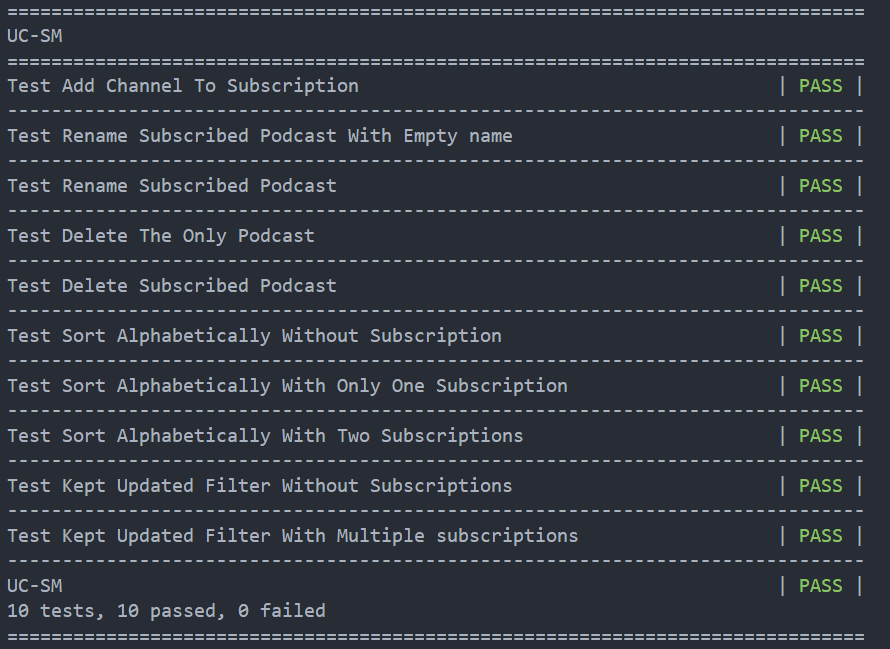 ==============================================================================
UC-SM
==============================================================================
Test Add Channel To Subscription                                      | PASS |
------------------------------------------------------------------------------
Test Rename Subscribed Podcast With Empty name                        | PASS |
------------------------------------------------------------------------------
Test Rename Subscribed Podcast                                        | PASS |
------------------------------------------------------------------------------
Test Delete The Only Podcast                                          | PASS |
------------------------------------------------------------------------------
Test Delete Subscribed Podcast                                        | PASS |
------------------------------------------------------------------------------
Test Sort Alphabetically Without Subscription                         | PASS |
------------------------------------------------------------------------------
Test Sort Alphabetically With Only One Subscription                   | PASS |
------------------------------------------------------------------------------
Test Sort Alphabetically With Two Subscriptions                       | PASS |
------------------------------------------------------------------------------
Test Kept Updated Filter Without Subscriptions                        | PASS |
------------------------------------------------------------------------------
Test Kept Updated Filter With Multiple subscriptions                  | PASS |
------------------------------------------------------------------------------
UC-SM                                                                 | PASS |
10 tests, 10 passed, 0 failed
==============================================================================